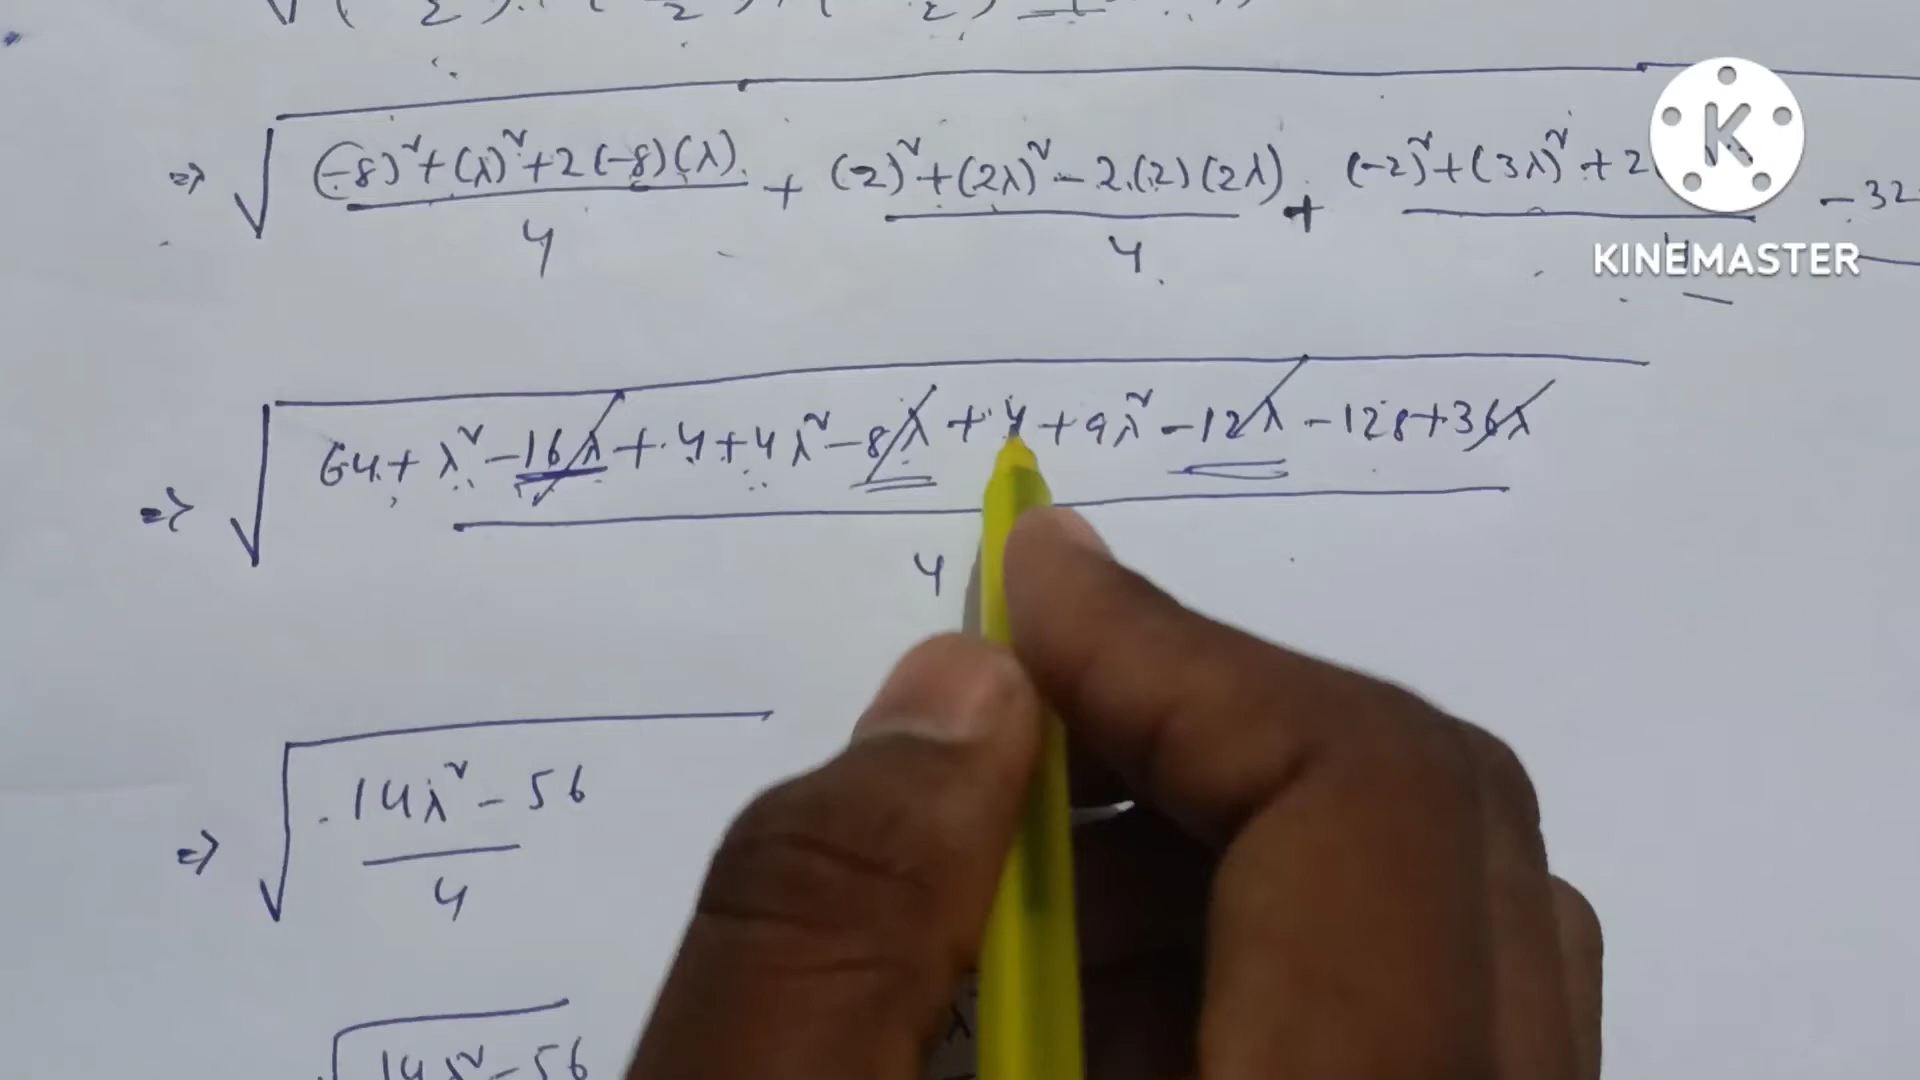 => √ (-8)² + (λ)² + 2(-8)(λ) / 4 + (2)² + (2λ)² - 2.(2)(2λ) / 4 + (-2)² + (3λ)² + 2 - 32
KINEMASTER
=> √ 64 + λ² - 16λ + 4 + 4λ² - 8λ + 4 + 9λ² - 12λ - 128 + 36λ / 4
=> √ 14λ² - 56 / 4
√ 14λ² - 56